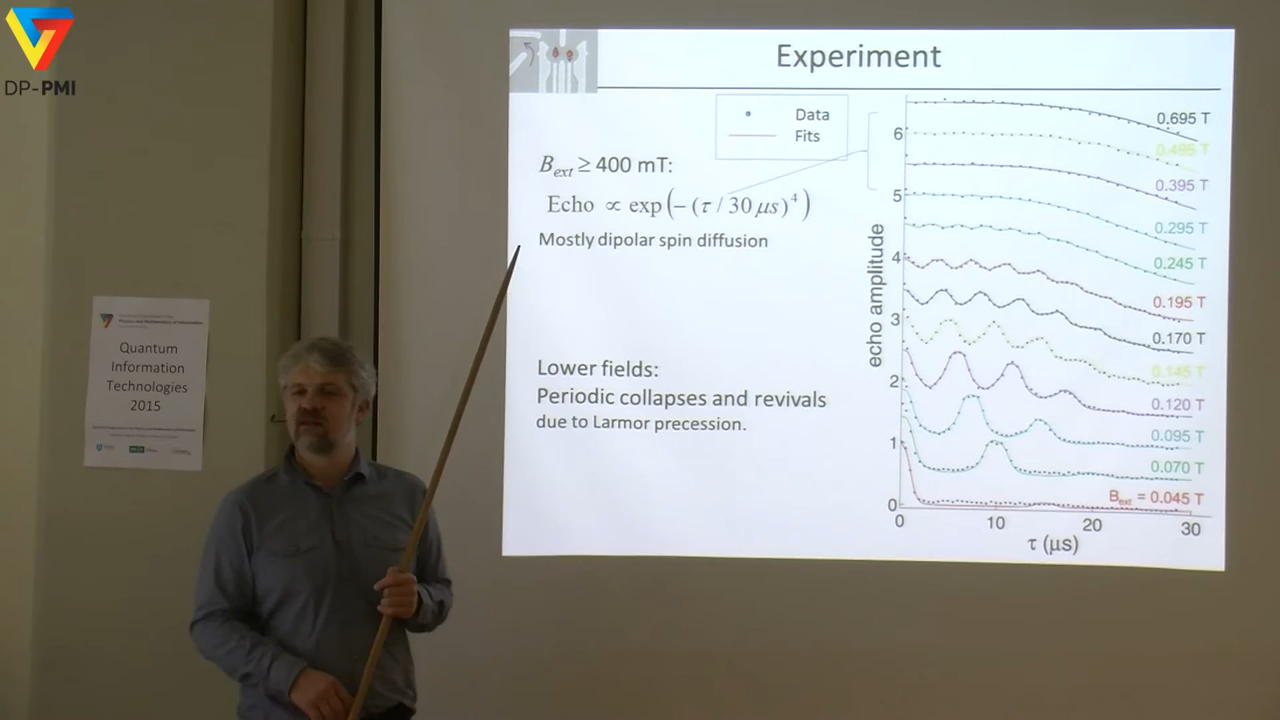 DP-PMI
Quantum
Information
Technologies
2015
Experiment
Data
Fits
B_ext ≥ 400 mT:
Echo ∝ exp(−(τ / 30 μs)^4)
Mostly dipolar spin diffusion
Lower fields:
Periodic collapses and revivals
due to Larmor precession.
echo amplitude
6
5
4
3
2
1
0
0.695 T
0.495 T
0.395 T
0.295 T
0.245 T
0.195 T
0.170 T
0.145 T
0.120 T
0.095 T
0.070 T
B_ext = 0.045 T
0 10 20 30
τ (μs)